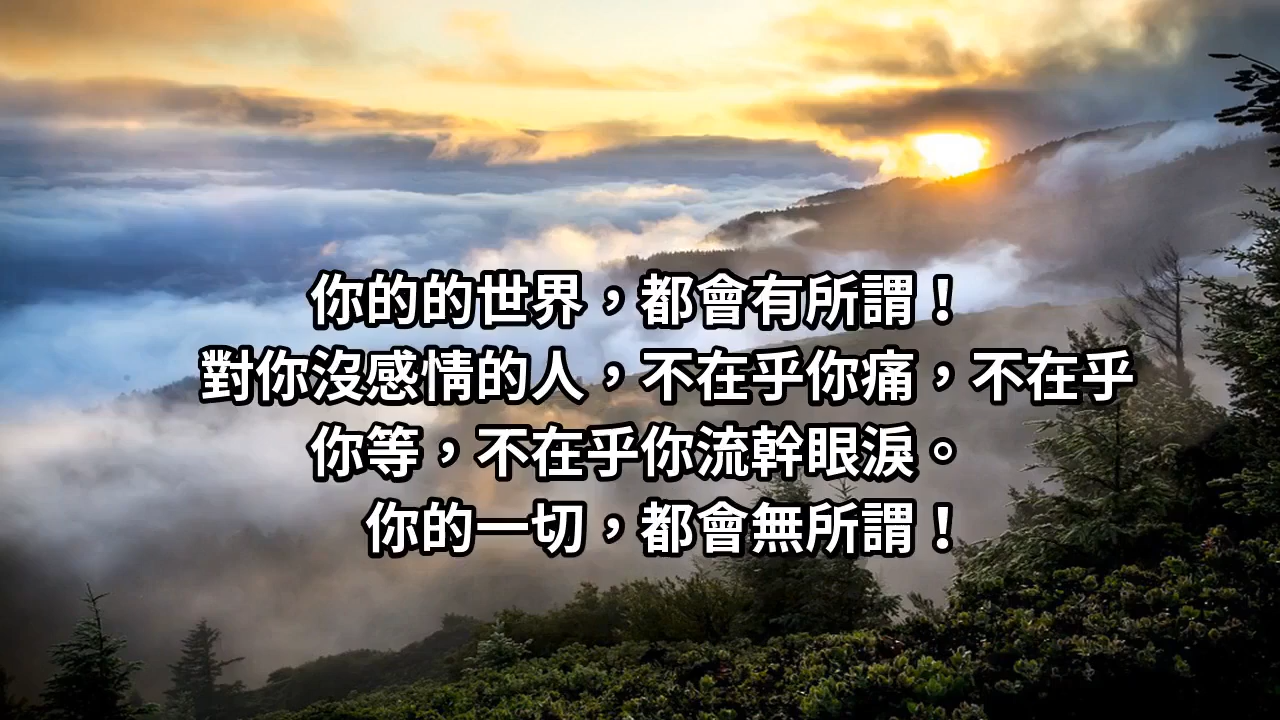 你的的世界，都會有所謂！
對你沒感情的人，不在乎你痛，不在乎
你等，不在乎你流幹眼淚。
你的一切，都會無所謂！